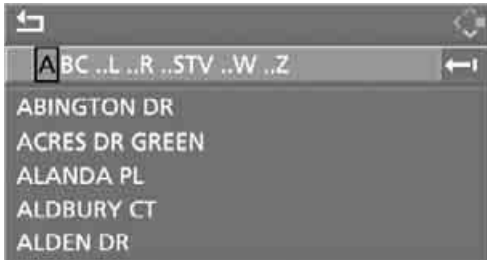 ABC ..L ..R ..STV ..W ..Z
ABINGTON DR
ACRES DR GREEN
ALANDA PL
ALDBURY CT
ALDEN DR